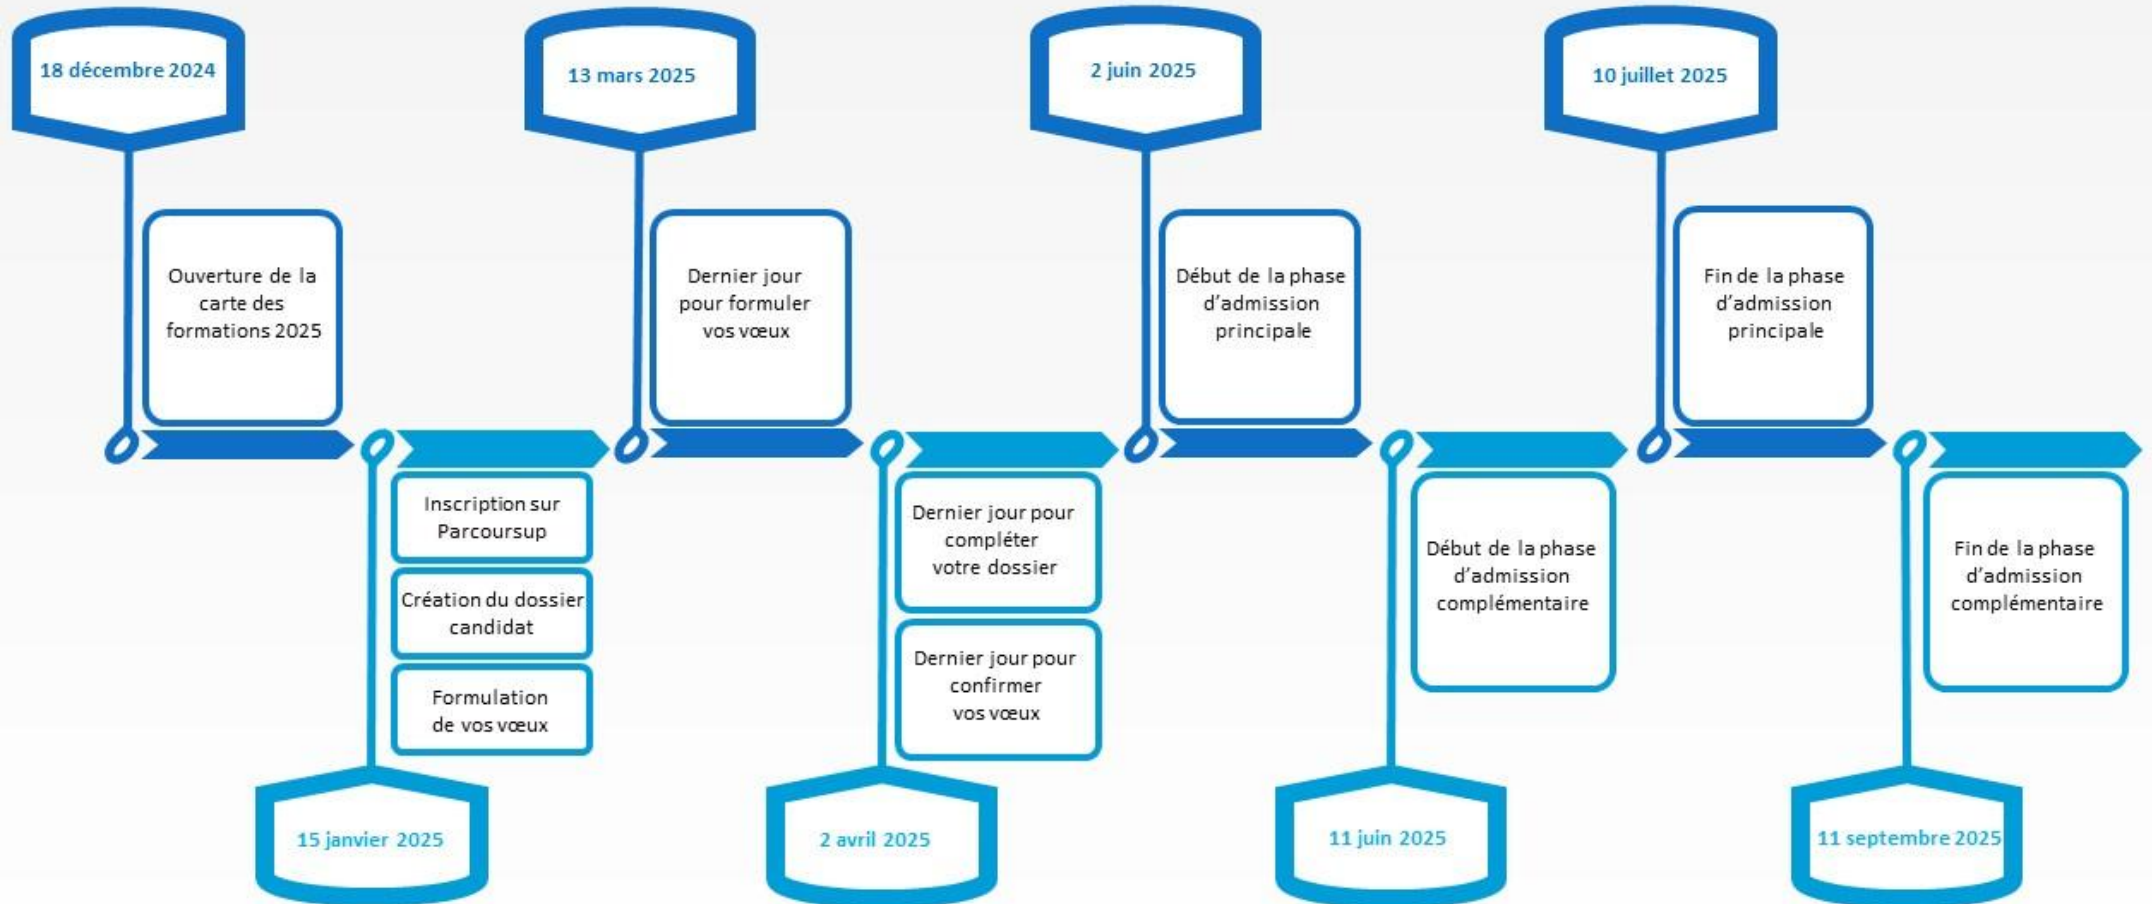 18 décembre 2024
Ouverture de la
carte des
formations 2025
15 janvier 2025
Inscription sur
Parcoursup
Création du dossier
candidat
Formulation
de vos vœux
13 mars 2025
Dernier jour
pour formuler
vos vœux
2 avril 2025
Dernier jour pour
compléter
votre dossier
Dernier jour pour
confirmer
vos vœux
2 juin 2025
Début de la phase
d’admission
principale
11 juin 2025
Début de la phase
d’admission
complémentaire
10 juillet 2025
Fin de la phase
d’admission
principale
11 septembre 2025
Fin de la phase
d’admission
complémentaire